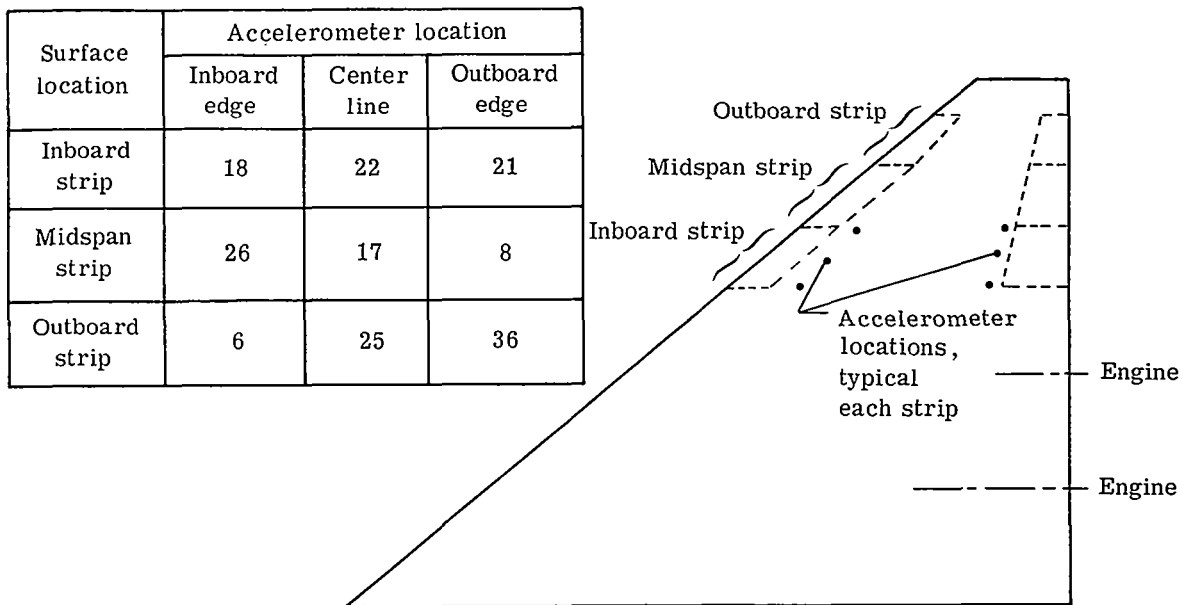 Surface
location
Accelerometer location
Inboard
edge
Center
line
Outboard
edge
Inboard
strip
18
22
21
Midspan
strip
26
17
8
Outboard
strip
6
25
36
Outboard strip
Midspan strip
Inboard strip
Accelerometer
locations,
typical
each strip
Engine
Engine